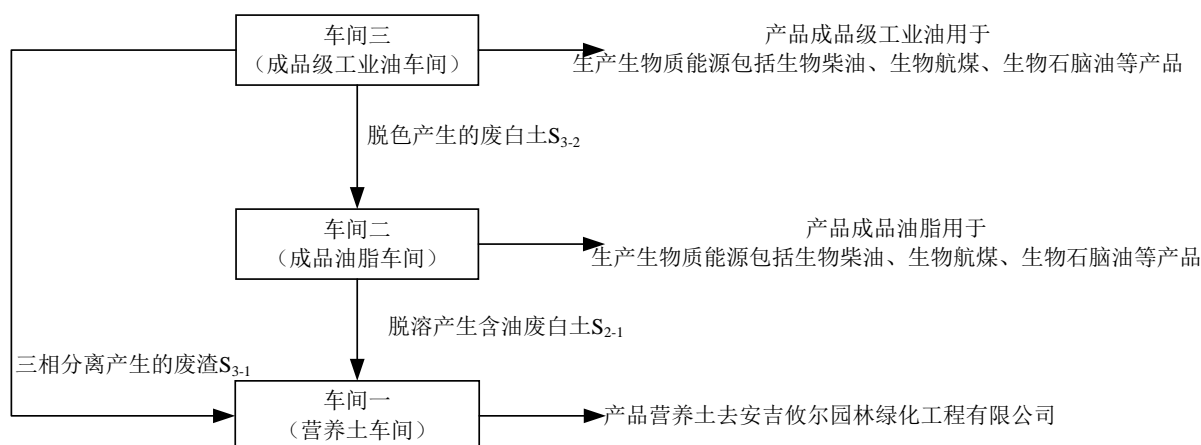 车间三
（成品级工业油车间）
产品成品级工业油用于
生产生物质能源包括生物柴油、生物航煤、生物石脑油等产品
脱色产生的废白土S3-2
车间二
（成品油脂车间）
产品成品油脂用于
生产生物质能源包括生物柴油、生物航煤、生物石脑油等产品
脱溶产生含油废白土S2-1
三相分离产生的废渣S3-1
车间一
（营养土车间）
产品营养土去安吉攸尔园林绿化工程有限公司